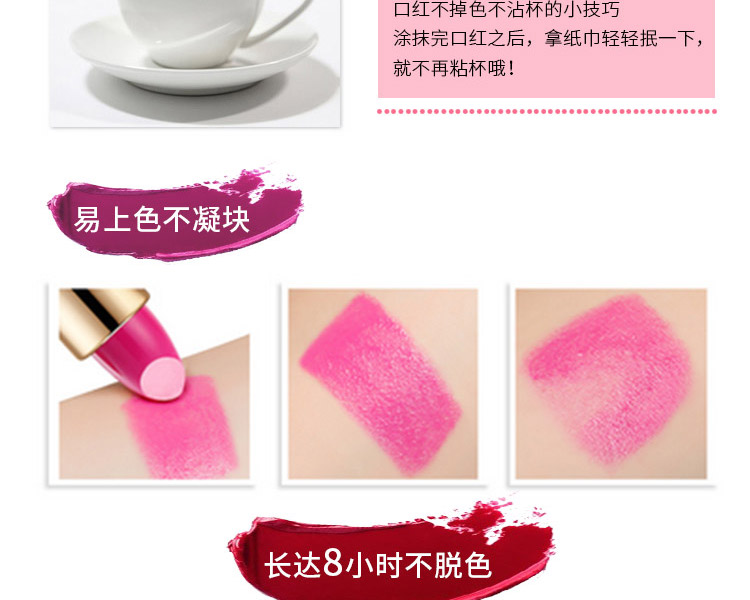 口红不掉色不沾杯的小技巧
涂抹完口红之后，拿纸巾轻轻抿一下，
就不再粘杯哦！
易上色不凝块
长达8小时不脱色